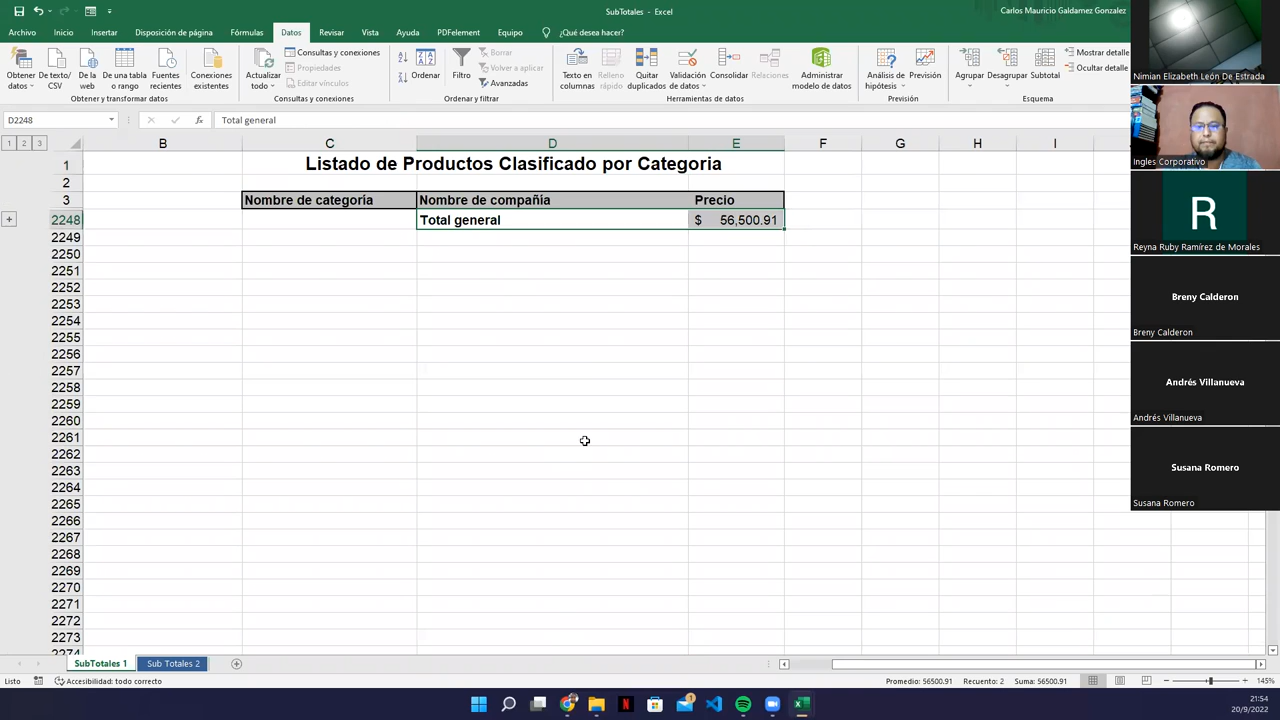 SubTotales - Excel
Carlos Mauricio Galdamez Gonzalez
Archivo Inicio Insertar Disposición de página Fórmulas Datos Revisar Vista Ayuda PDFelement Equipo ¿Qué desea hacer?
Obtener datos
De texto/CSV
De la web
De una tabla o rango
Fuentes recientes
Conexiones existentes
Obtener y transformar datos
Actualizar todo
Consultas y conexiones
Propiedades
Editar vínculos
Consultas y conexiones
Ordenar
Filtro
Borrar
Volver a aplicar
Avanzadas
Ordenar y filtrar
Texto en columnas
Relleno rápido
Quitar duplicados
Validación de datos
Consolidar
Relaciones
Administrar modelo de datos
Herramientas de datos
Análisis de hipótesis
Previsión
Previsión
Agrupar
Desagrupar
Subtotal
Mostrar detalle
Ocultar detalle
Esquema
D2248
fx
Total general
1 2 3
B C D E F G H I
1 Listado de Productos Clasificado por Categoria
2
3 Nombre de categoría Nombre de compañía Precio
2248 Total general $ 56,500.91
2249
2250
2251
2252
2253
2254
2255
2256
2257
2258
2259
2260
2261
2262
2263
2264
2265
2266
2267
2268
2269
2270
2271
2272
2273
2274
SubTotales 1 Sub Totales 2
Listo Accesibilidad: todo correcto Promedio: 56500.91 Recuento: 2 Suma: 56500.91 145%
21:54
20/9/2022
Nimian Elizabeth León De Estrada
Ingles Corporativo
R
Reyna Ruby Ramírez de Morales
Breny Calderon
Breny Calderon
Andrés Villanueva
Andrés Villanueva
Susana Romero
Susana Romero